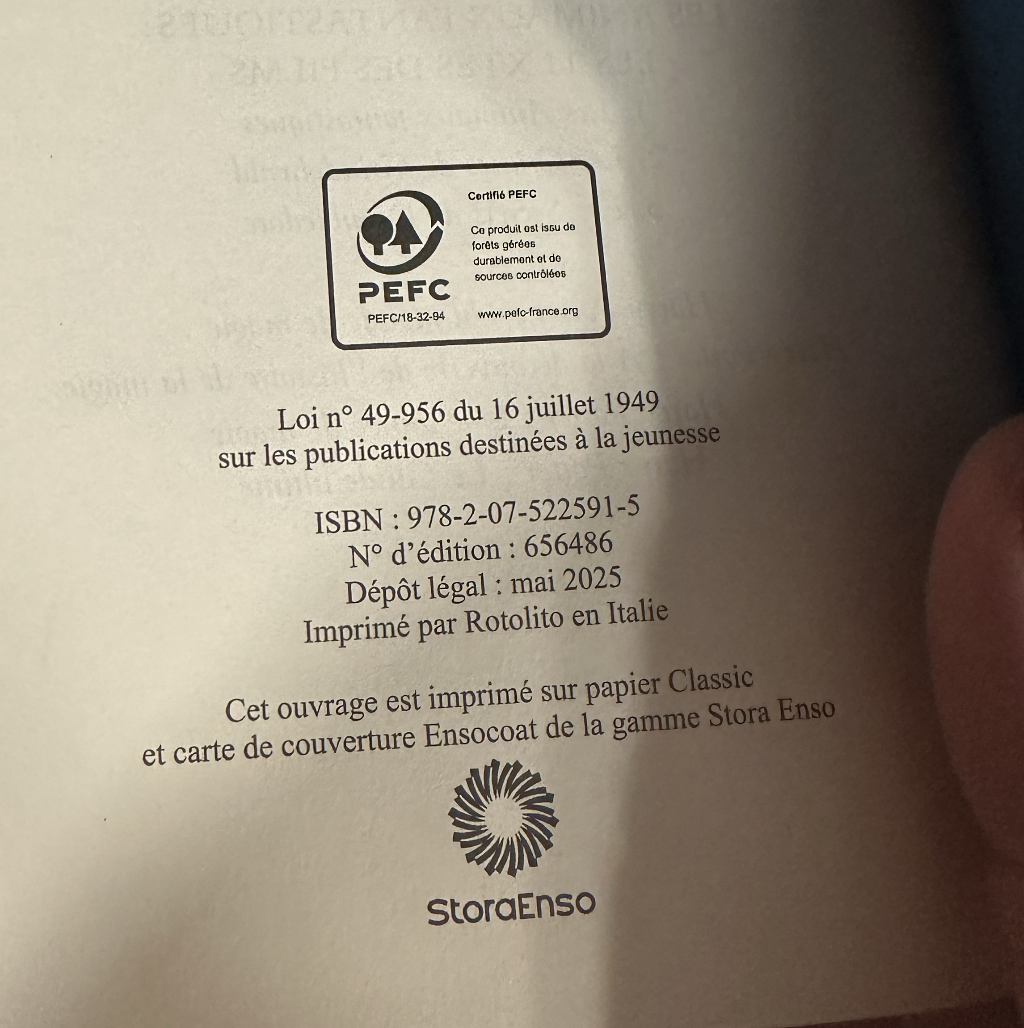 Certifié PEFC
Ce produit est issu de
forêts gérées
durablement et de
sources contrôlées
www.pefc-france.org
PEFC
PEFC/18-32-94
Loi n° 49-956 du 16 juillet 1949
sur les publications destinées à la jeunesse
ISBN : 978-2-07-522591-5
N° d’édition : 656486
Dépôt légal : mai 2025
Imprimé par Rotolito en Italie
Cet ouvrage est imprimé sur papier Classic
et carte de couverture Ensocoat de la gamme Stora Enso
StoraEnso